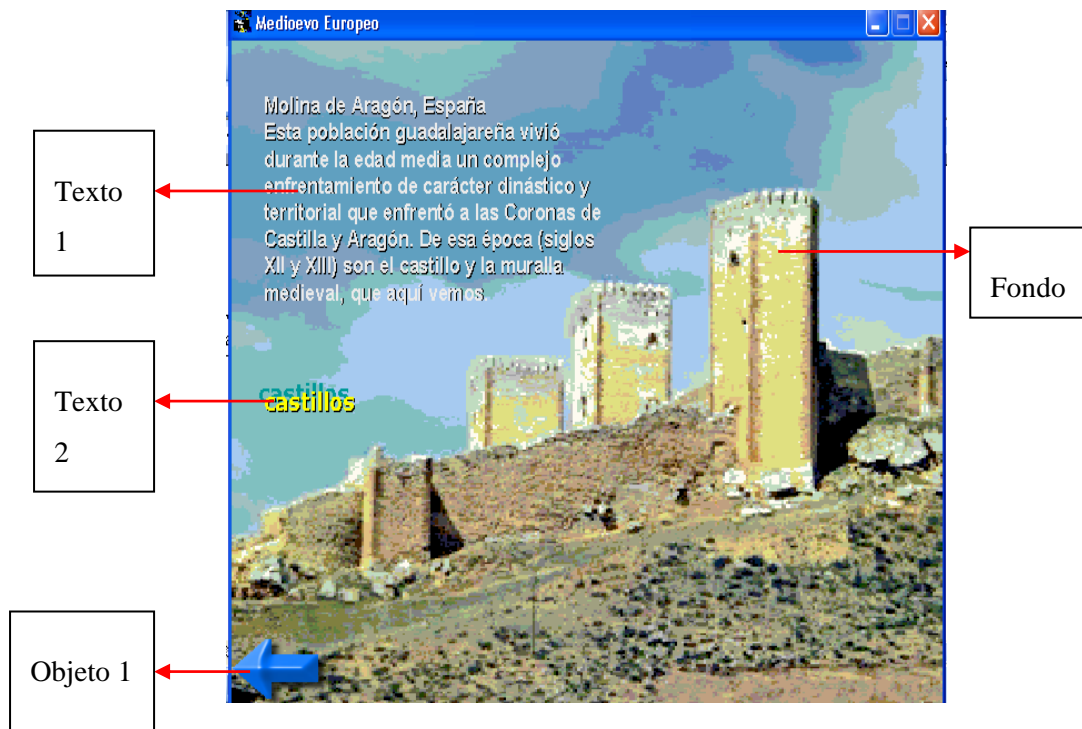 Medioevo Europeo
Molina de Aragón, España
Esta población guadalajareña vivió
durante la edad media un complejo
enfrentamiento de carácter dinástico y
territorial que enfrentó a las Coronas de
Castilla y Aragón. De esa época (siglos
XII y XIII) son el castillo y la muralla
medieval, que aquí vemos
castillos
castillos
Texto
1
Texto
2
Objeto 1
Fondo